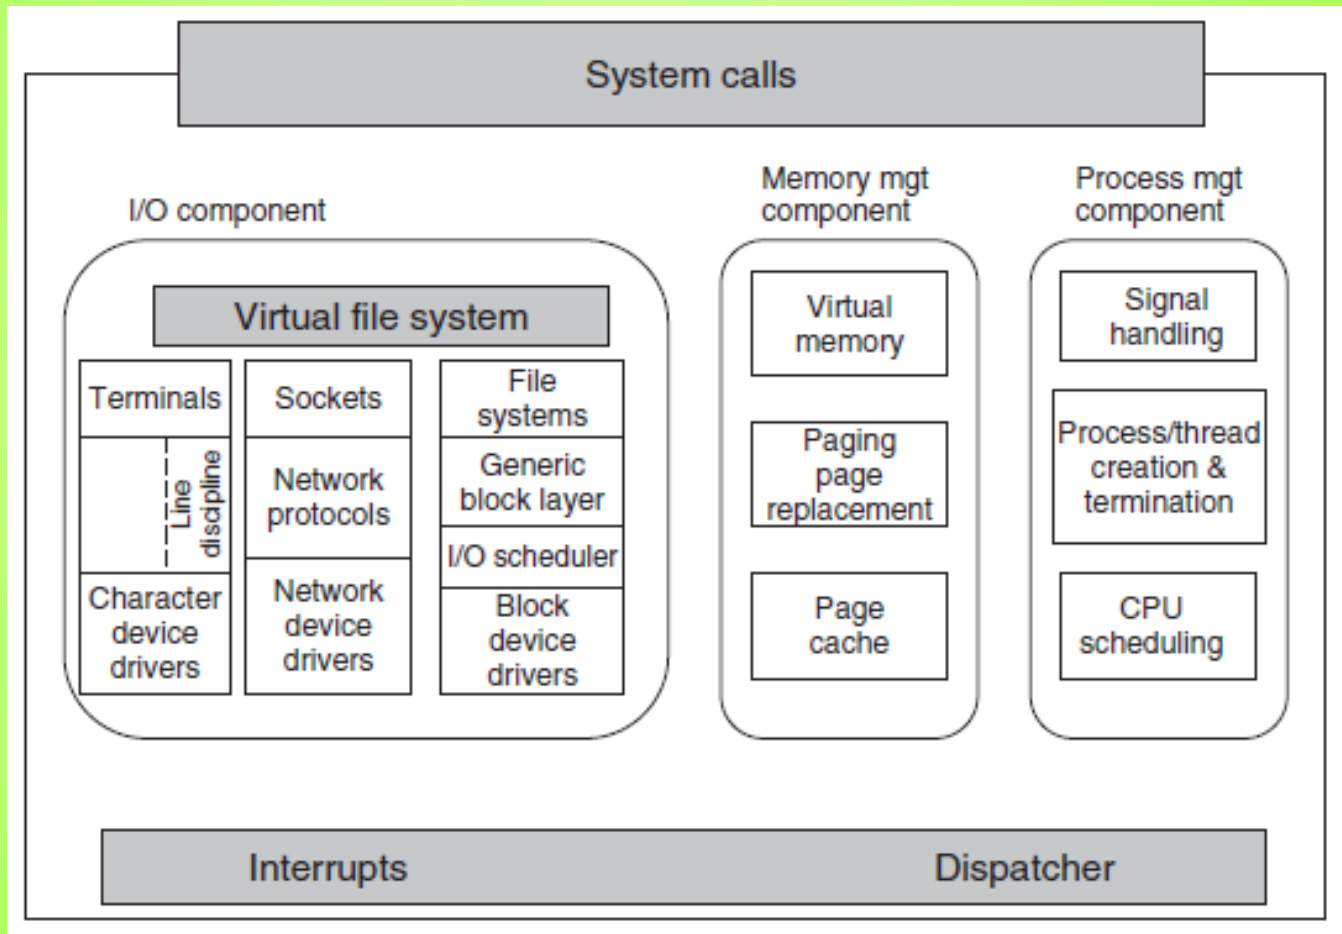 System calls
I/O component
Memory mgt
component
Process mgt
component
Virtual file system
Terminals
Line
discipline
Character
device
drivers
Sockets
Network
protocols
Network
device
drivers
File
systems
Generic
block layer
I/O scheduler
Block
device
drivers
Virtual
memory
Paging
page
replacement
Page
cache
Signal
handling
Process/thread
creation &
termination
CPU
scheduling
Interrupts
Dispatcher